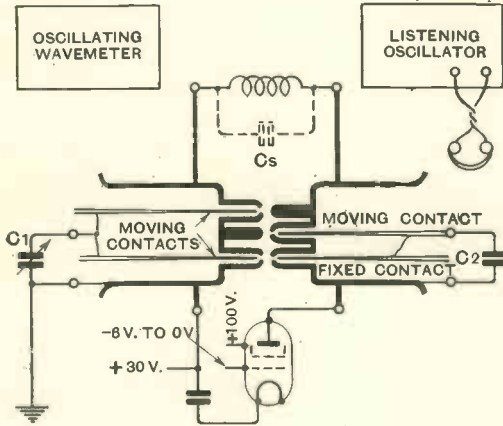 OSCILLATING
WAVEMETER
LISTENING
OSCILLATOR
Cs
C1
MOVING
CONTACTS
MOVING CONTACT
C2
FIXED CONTACT
+100V.
-6V. TO 0V.
+30V.